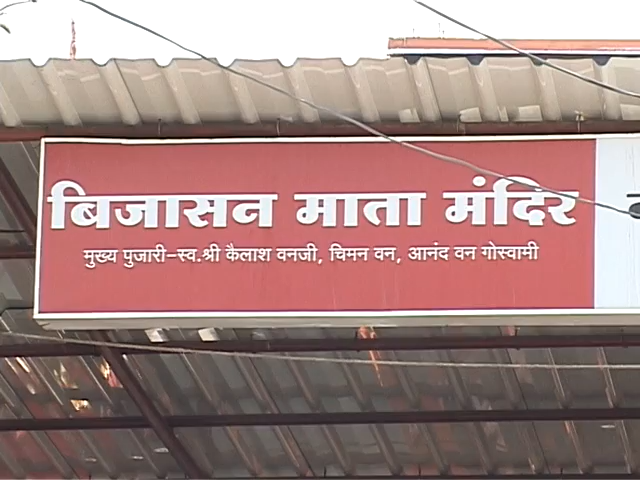 बिजासन माता मंदिर
मुख्य पुजारी-स्व.श्री कैलाश वनजी, चिमन वन, आनंद वन गोस्वामी